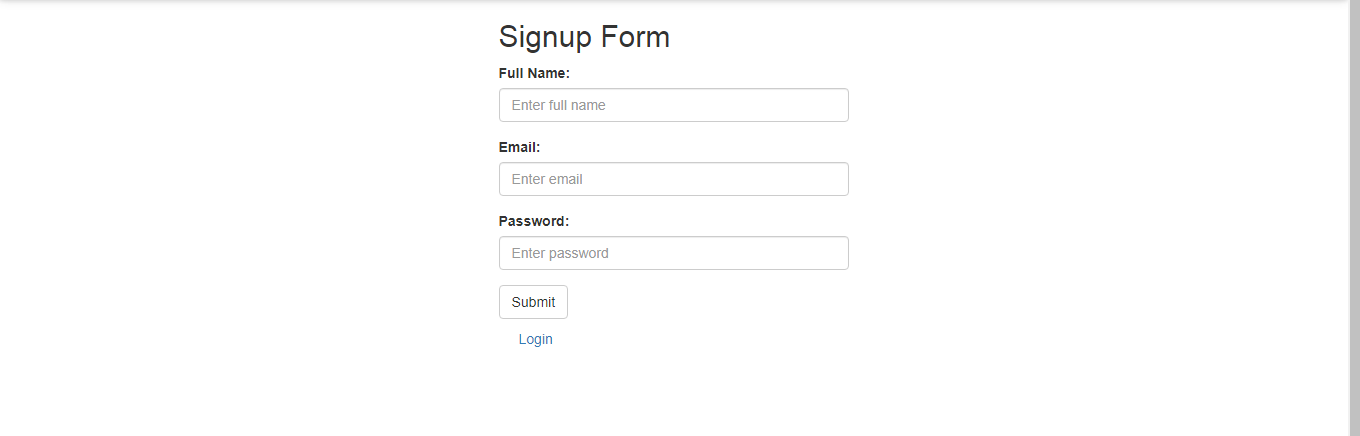 Signup Form
Full Name:
Enter full name
Email:
Enter email
Password:
Enter password
Submit
Login